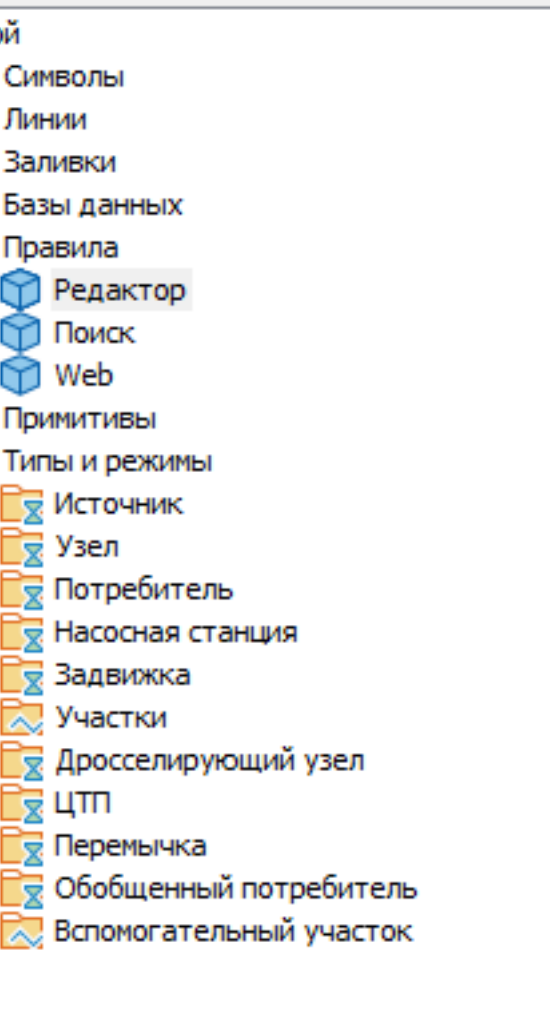 ой
Символы
Линии
Заливки
Базы данных
Правила
Редактор
Поиск
Web
Примитивы
Типы и режимы
Источник
Узел
Потребитель
Насосная станция
Задвижка
Участки
Дросселирующий узел
ЦТП
Перемычка
Обобщенный потребитель
Вспомогательный участок